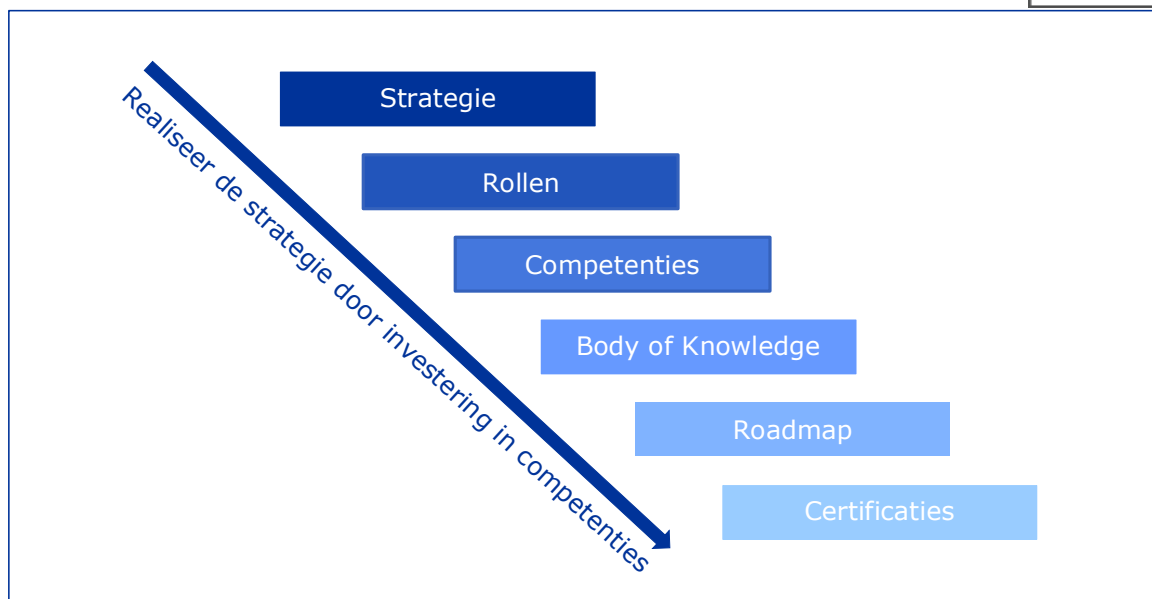 Strategie
Rollen
Competenties
Body of Knowledge
Roadmap
Certificaties
Realiseer de strategie door investering in competenties